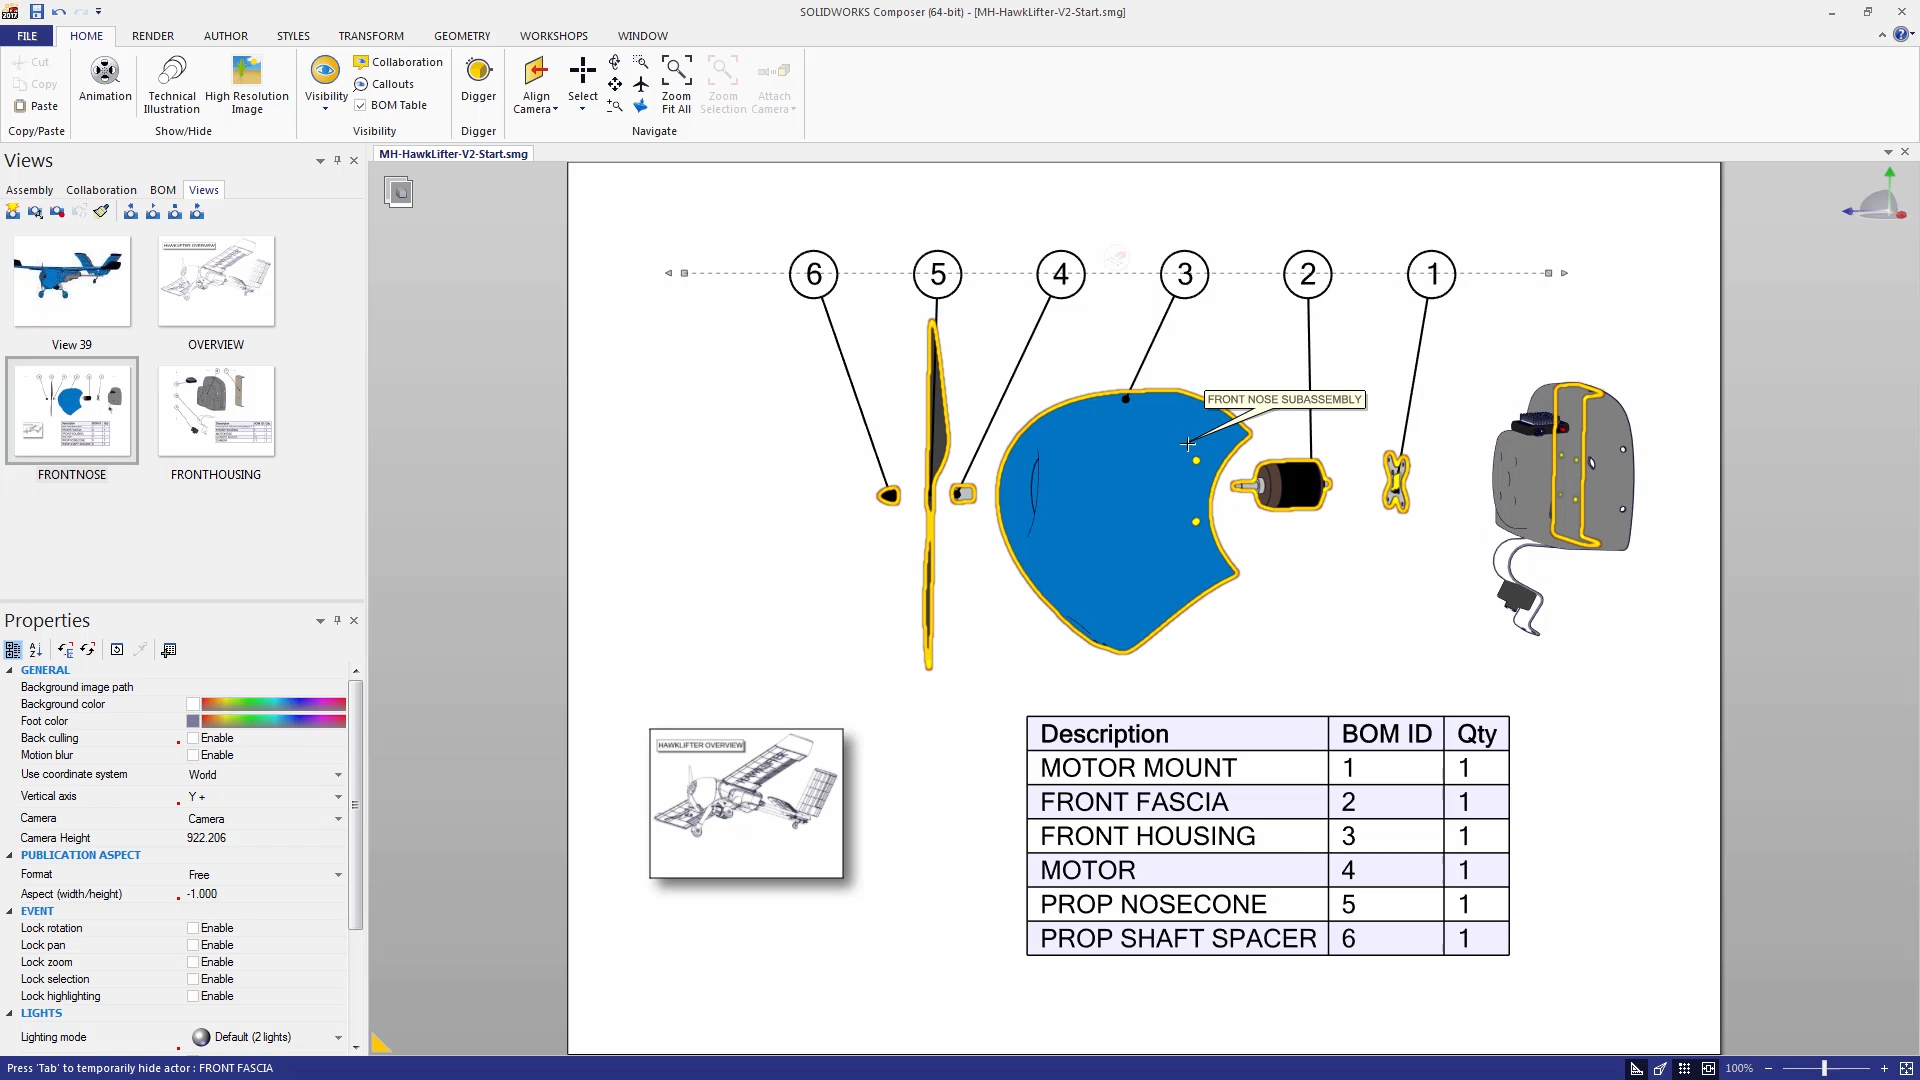 SOLIDWORKS Composer (64-bit) - [MH-HawkLifter-V2-Start.smg]
FILE HOME RENDER AUTHOR STYLES TRANSFORM GEOMETRY WORKSHOPS WINDOW
Cut
Copy
Paste
Copy/Paste
Animation
Technical Illustration
High Resolution Image
Show/Hide
Visibility
Collaboration
Callouts
BOM Table
Visibility
Digger
Digger
Align Camera
Select
Zoom Fit All
Zoom Selection
Attach Camera
Navigate
Views
Assembly Collaboration BOM Views
View 39
OVERVIEW
FRONTNOSE
FRONTHOUSING
Properties
GENERAL
Background image path
Background color
Foot color
Back culling Enable
Motion blur Enable
Use coordinate system World
Vertical axis Y +
Camera Camera
Camera Height 922.206
PUBLICATION ASPECT
Format Free
Aspect (width/height) -1.000
EVENT
Lock rotation Enable
Lock pan Enable
Lock zoom Enable
Lock selection Enable
Lock highlighting Enable
LIGHTS
Lighting mode Default (2 lights)
MH-HawkLifter-V2-Start.smg
6 5 4 3 2 1
FRONT NOSE SUBASSEMBLY
HAWKLIFTER OVERVIEW
HAWKLIFTER
Description BOM ID Qty
MOTOR MOUNT 1 1
FRONT FASCIA 2 1
FRONT HOUSING 3 1
MOTOR 4 1
PROP NOSECONE 5 1
PROP SHAFT SPACER 6 1
Press 'Tab' to temporarily hide actor : FRONT FASCIA
100%